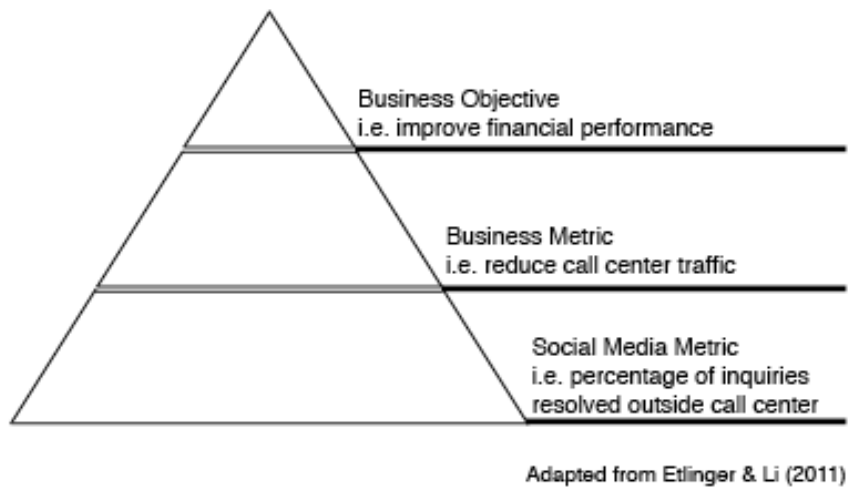 Business Objective
i.e. improve financial performance
Business Metric
i.e. reduce call center traffic
Social Media Metric
i.e. percentage of inquiries
resolved outside call center
Adapted from Etlinger & Li (2011)